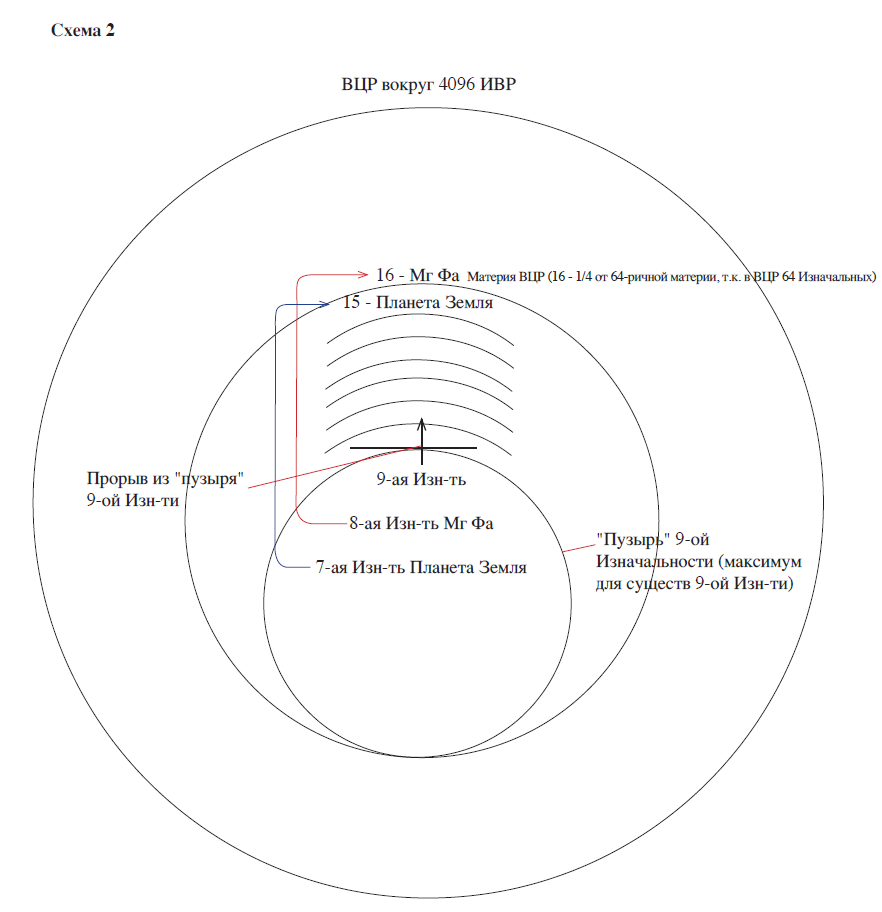 Схема 2
ВЦР вокруг 4096 ИВР
16 - Мг Фа Материя ВЦР (16 - 1/4 от 64-ричной материи, т.к. в ВЦР 64 Изначальных)
15 - Планета Земля
Прорыв из "пузыря"
9-ой Изн-ти
9-ая Изн-ть
8-ая Изн-ть Мг Фа
7-ая Изн-ть Планета Земля
"Пузырь" 9-ой
Изначальности (максимум
для существ 9-ой Изн-ти)